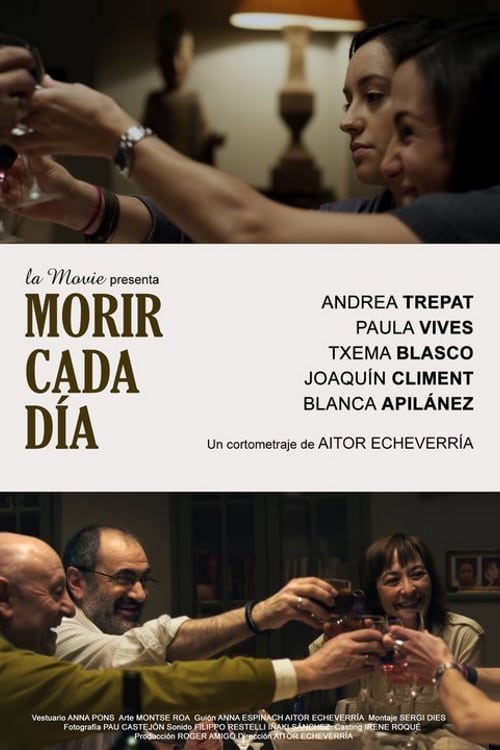 la Movie presenta
MORIR
CADA
DÍA
ANDREA TREPAT
PAULA VIVES
TXEMA BLASCO
JOAQUÍN CLIMENT
BLANCA APILÁNEZ
Un cortometraje de AITOR ECHEVERRÍA
Vestuario ANNA PONS Arte MONTSE ROA Guión ANNA ESPINACH AITOR ECHEVERRÍA Montaje SERGI DIES
Fotografía PAU CASTEJÓN Sonido FILIPPO RESTELLI IÑAKI SÁNCHEZ Casting IRENE ROQUÉ
Producción ROGER AMIGÓ Dirección AITOR ECHEVERRÍA